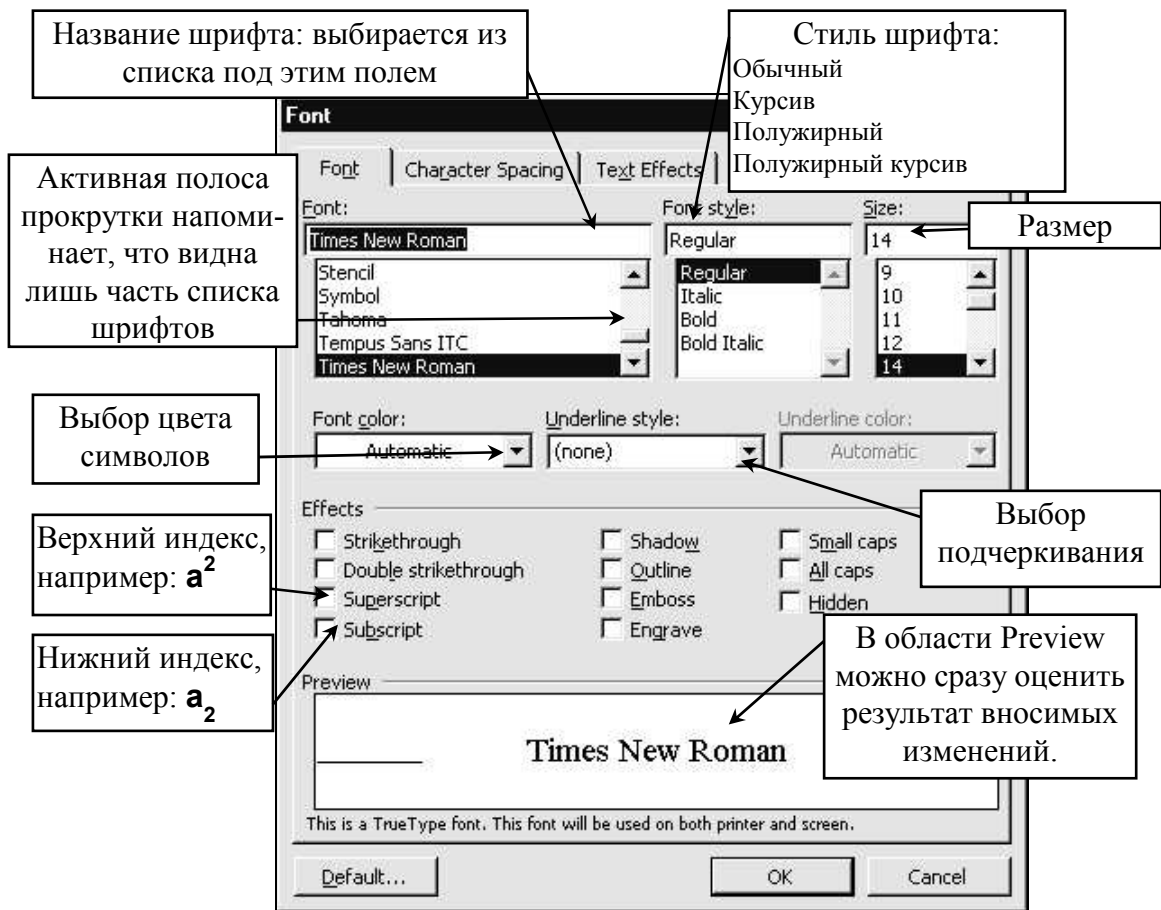 Название шрифта: выбирается из
списка под этим полем
Стиль шрифта:
Обычный
Курсив
Полужирный
Полужирный курсив
Font
Font
Character Spacing
Text Effects
Активная полоса
прокрутки напоми-
нает, что видна
лишь часть списка
шрифтов
Font:
Font style:
Size:
Размер
Times New Roman
Regular
14
Stencil
Symbol
Tahoma
Tempus Sans ITC
Times New Roman
Regular
Italic
Bold
Bold Italic
9
10
11
12
14
Выбор цвета
символов
Font color:
Underline style:
Underline color:
Automatic
(none)
Automatic
Выбор
подчеркивания
Effects
Верхний индекс,
например: a²
Нижний индекс,
например: a₂
Strikethrough
Double strikethrough
Superscript
Subscript
Shadow
Outline
Emboss
Engrave
Small caps
All caps
Hidden
В области Preview
можно сразу оценить
результат вносимых
изменений.
Preview
Times New Roman
This is a TrueType font. This font will be used on both printer and screen.
Default...
OK
Cancel